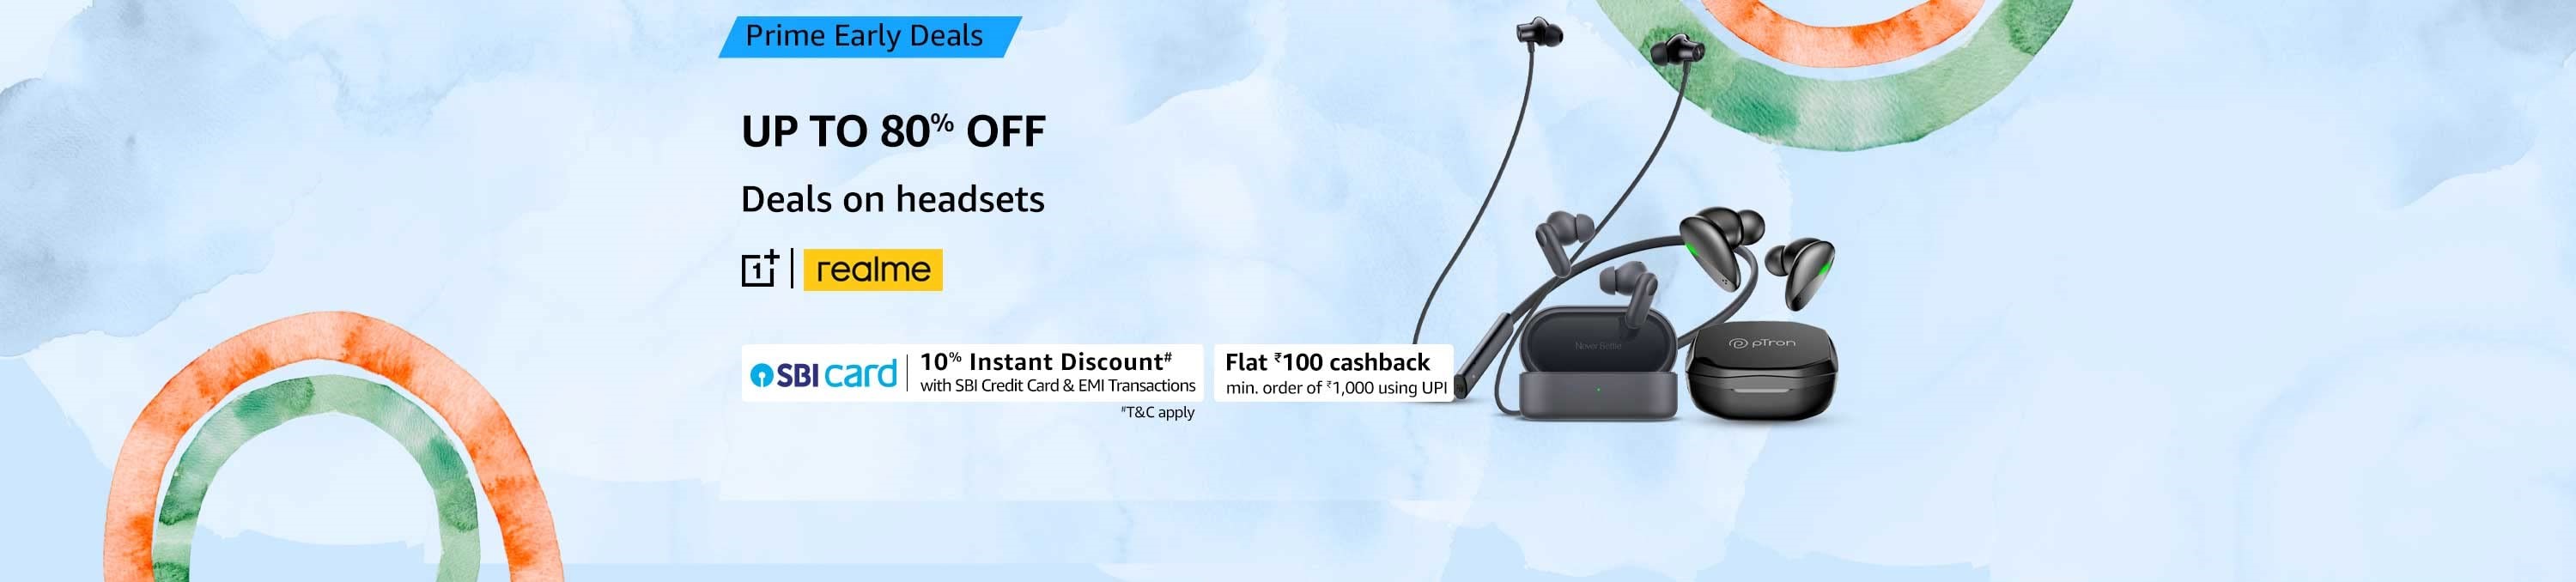 Prime Early Deals
UP TO 80% OFF
Deals on headsets
1+ | realme
SBI card | 10% Instant Discount#
with SBI Credit Card & EMI Transactions
#T&C apply
Flat ₹100 cashback
min. order of ₹1,000 using UPI
Never Settle
pTron